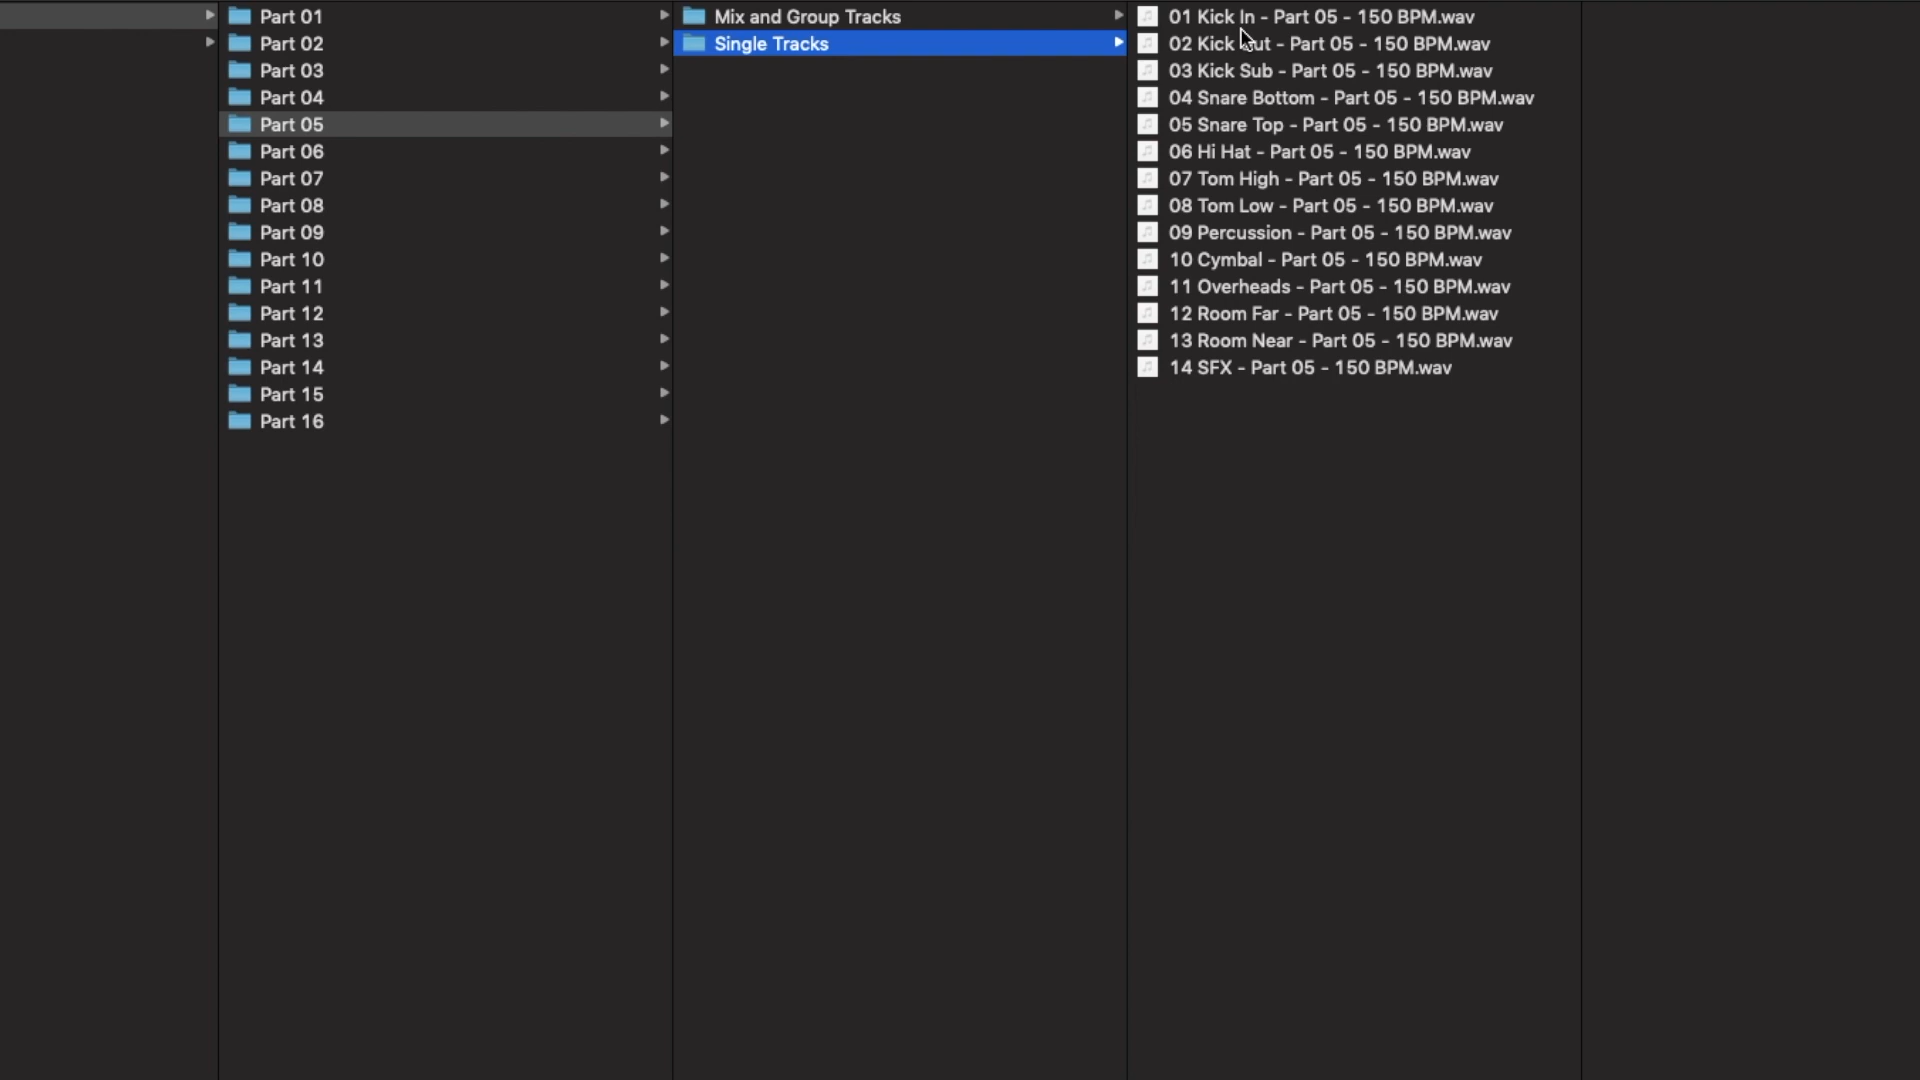 Part 01
Part 02
Part 03
Part 04
Part 05
Part 06
Part 07
Part 08
Part 09
Part 10
Part 11
Part 12
Part 13
Part 14
Part 15
Part 16
Mix and Group Tracks
Single Tracks
01 Kick In - Part 05 - 150 BPM.wav
02 Kick Out - Part 05 - 150 BPM.wav
03 Kick Sub - Part 05 - 150 BPM.wav
04 Snare Bottom - Part 05 - 150 BPM.wav
05 Snare Top - Part 05 - 150 BPM.wav
06 Hi Hat - Part 05 - 150 BPM.wav
07 Tom High - Part 05 - 150 BPM.wav
08 Tom Low - Part 05 - 150 BPM.wav
09 Percussion - Part 05 - 150 BPM.wav
10 Cymbal - Part 05 - 150 BPM.wav
11 Overheads - Part 05 - 150 BPM.wav
12 Room Far - Part 05 - 150 BPM.wav
13 Room Near - Part 05 - 150 BPM.wav
14 SFX - Part 05 - 150 BPM.wav